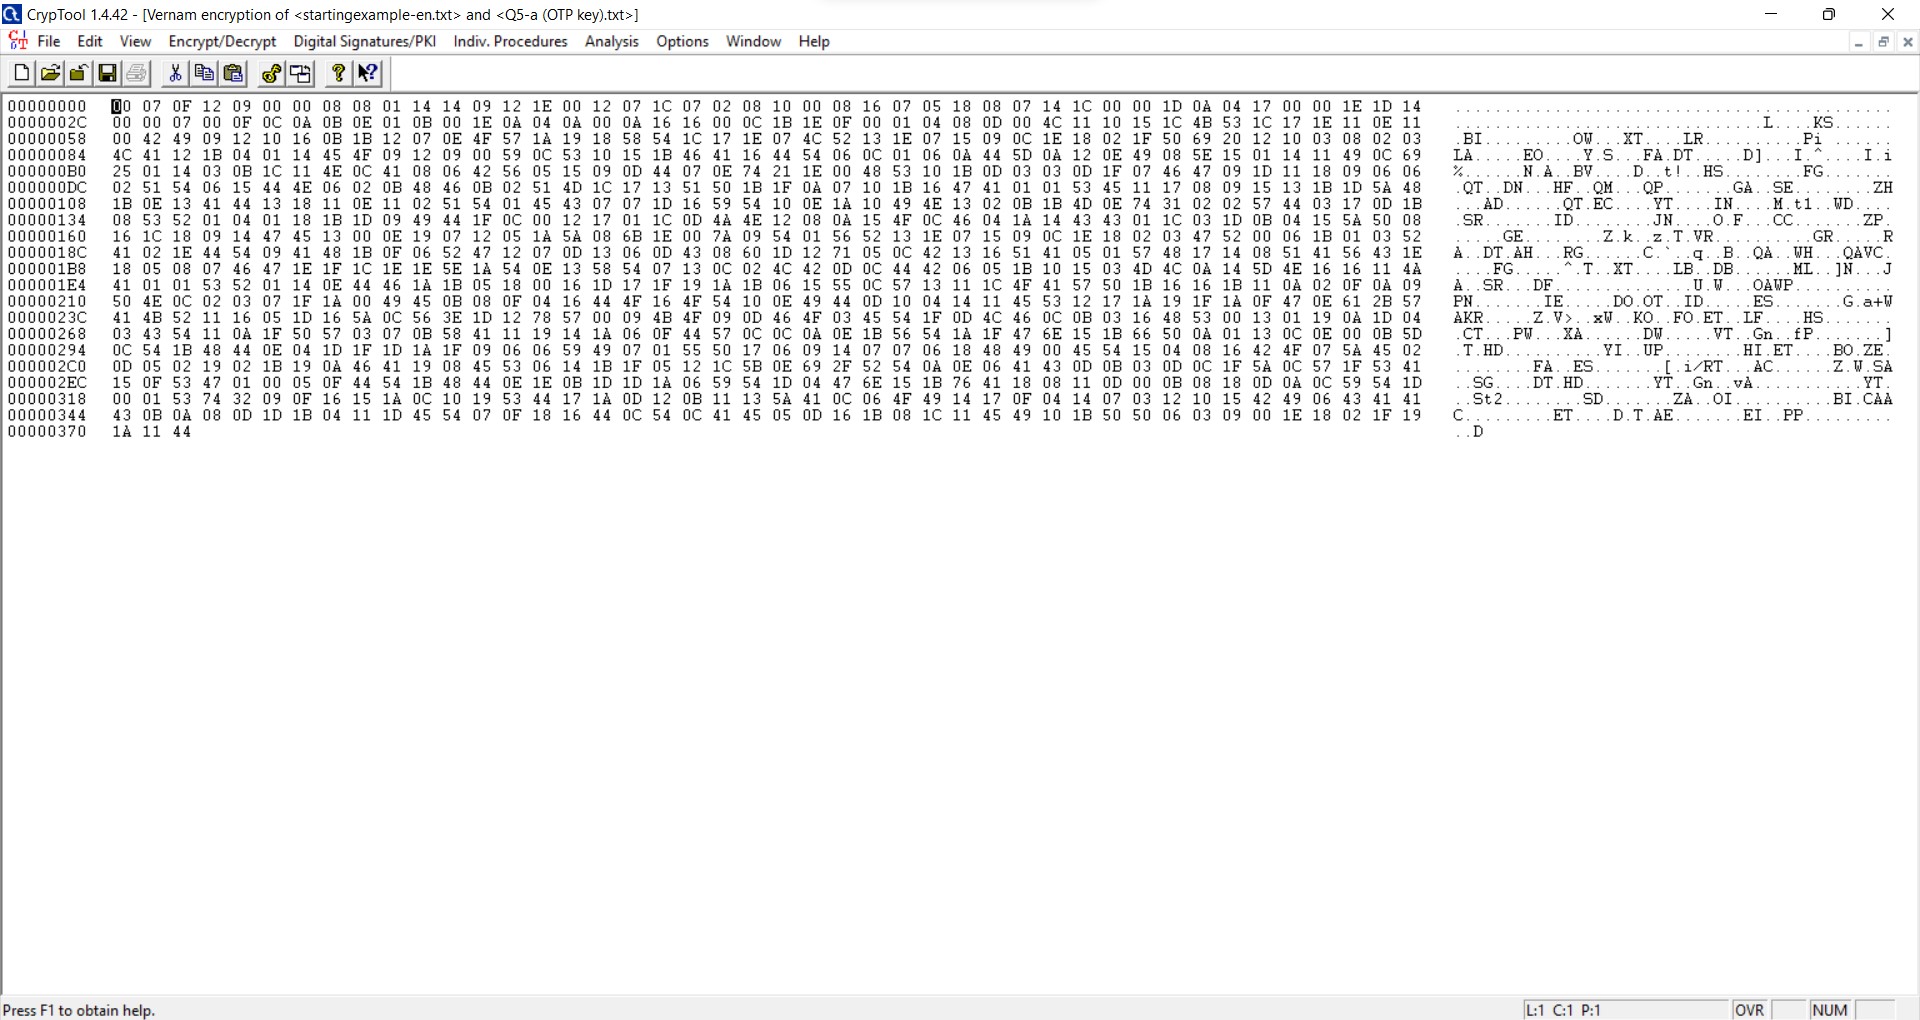 CrypTool 1.4.42 - [Vernam encryption of <startingexample-en.txt> and <Q5-a (OTP key).txt>]
File Edit View Encrypt/Decrypt Digital Signatures/PKI Indiv. Procedures Analysis Options Window Help
00000000 00 07 0F 12 09 00 00 08 08 01 14 14 09 12 1E 00 12 07 1C 07 02 08 10 00 08 16 07 05 18 08 07 14 1C 00 00 1D 0A 04 17 00 00 1E 1D 14 ............................................
0000002C 00 00 07 00 0F 0C 0A 0B 0E 01 0B 00 1E 0A 04 0A 00 0A 16 16 00 0C 1B 1E 0F 00 01 04 08 0D 00 4C 11 10 15 1C 4B 53 1C 17 1E 11 0E 11 ...............................L....KS......
00000058 00 42 49 09 12 10 16 0B 1B 12 07 0E 4F 57 1A 19 18 58 54 1C 17 1E 07 4C 52 13 1E 07 15 09 0C 1E 18 02 1F 50 69 20 12 10 03 08 02 03 .BI.........OW...XT....LR..........Pi ......
00000084 4C 41 12 1B 04 01 14 45 4F 09 12 09 00 59 0C 53 10 15 1B 46 41 16 44 54 06 0C 01 06 0A 44 5D 0A 12 0E 49 08 5E 15 01 14 11 49 0C 69 LA.....EO....Y.S...FA.DT.....D]...I.^....I.i
000000B0 25 01 14 03 0B 1C 11 4E 0C 41 08 06 42 56 05 15 09 0D 44 07 0E 74 21 1E 00 48 53 10 1B 0D 03 03 0D 1F 07 46 47 09 1D 11 18 09 06 06 %......N.A..BV....D..t!..HS........FG.......
000000DC 02 51 54 06 15 44 4E 06 02 0B 48 46 0B 02 51 4D 1C 17 13 51 50 1B 1F 0A 07 10 1B 16 47 41 01 01 53 45 11 17 08 09 15 13 1B 1D 5A 48 .QT..DN...HF..QM...QP.......GA..SE........ZH
00000108 1B 0E 13 41 44 13 18 11 0E 11 02 51 54 01 45 43 07 07 1D 16 59 54 10 0E 1A 10 49 4E 13 02 0B 1B 4D 0E 74 31 02 02 57 44 03 17 0D 1B ...AD......QT.EC....YT....IN....M.t1..WD....
00000134 08 53 52 01 04 01 18 1B 1D 09 49 44 1F 0C 00 12 17 01 1C 0D 4A 4E 12 08 0A 15 4F 0C 46 04 1A 14 43 43 01 1C 03 1D 0B 04 15 5A 50 08 .SR.......ID........JN....O.F...CC.......ZP.
00000160 16 1C 18 09 14 47 45 13 00 0E 19 07 12 05 1A 5A 08 6B 1E 00 7A 09 54 01 56 52 13 1E 07 15 09 0C 1E 18 02 03 47 52 00 06 1B 01 03 52 .....GE........Z.k..z.T.VR..........GR.....R
0000018C 41 02 1E 44 54 09 41 48 1B 0F 06 52 47 12 07 0D 13 06 0D 43 08 60 1D 12 71 05 0C 42 13 16 51 41 05 01 57 48 17 14 08 51 41 56 43 1E A..DT.AH...RG......C.`..q..B..QA..WH...QAVC.
000001B8 18 05 08 07 46 47 1E 1F 1C 1E 1E 5E 1A 54 0E 13 58 54 07 13 0C 02 4C 42 0D 0C 44 42 06 05 1B 10 15 03 4D 4C 0A 14 5D 4E 16 16 11 4A ....FG.....^.T..XT....LB..DB......ML..]N...J
000001E4 41 01 01 53 52 01 14 0E 44 46 1A 1B 05 18 00 16 1D 17 1F 19 1A 1B 06 15 55 0C 57 13 11 1C 4F 41 57 50 1B 16 16 1B 11 0A 02 0F 0A 09 A..SR...DF..............U.W...OAWP..........
00000210 50 4E 0C 02 03 07 1F 1A 00 49 45 0B 08 0F 04 16 44 4F 16 4F 54 10 0E 49 44 0D 10 04 14 11 45 53 12 17 1A 19 1F 1A 0F 47 0E 61 2B 57 PN.......IE.....DO.OT..ID.....ES.......G.a+W
0000023C 41 4B 52 11 16 05 1D 16 5A 0C 56 3E 1D 12 78 57 00 09 4B 4F 09 0D 46 4F 03 45 54 1F 0D 4C 46 0C 0B 03 16 48 53 00 13 01 19 0A 1D 04 AKR.....Z.V>..xW..KO..FO.ET..LF....HS.......
00000268 03 43 54 11 0A 1F 50 57 03 07 0B 58 41 11 19 14 1A 06 0F 44 57 0C 0C 0A 0E 1B 56 54 1A 1F 47 6E 15 1B 66 50 0A 01 13 0C 0E 00 0B 5D .CT...PW...XA......DW.....VT..Gn..fP.......]
00000294 0C 54 1B 48 44 0E 04 1D 1F 1D 1A 1F 09 06 06 59 49 07 01 55 50 17 06 09 14 07 07 06 18 48 49 00 45 54 15 04 08 16 42 4F 07 5A 45 02 .T.HD..........YI..UP........HI.ET....BO.ZE.
000002C0 0D 05 02 19 02 1B 19 0A 46 41 19 08 45 53 06 14 1B 1F 05 12 1C 5B 0E 69 2F 52 54 0A 0E 06 41 43 0D 0B 03 0D 0C 1F 5A 0C 57 1F 53 41 ........FA..ES.......[.i/RT...AC......Z.W.SA
000002EC 15 0F 53 47 01 00 05 0F 44 54 1B 48 44 0E 1E 0B 1D 1D 1A 06 59 54 1D 04 47 6E 15 1B 76 41 18 08 11 0D 00 0B 08 18 0D 0A 0C 59 54 1D ..SG....DT.HD.......YT..Gn..vA...........YT.
00000318 00 01 53 74 32 09 0F 16 15 1A 0C 10 19 53 44 17 1A 0D 12 0B 11 13 5A 41 0C 06 4F 49 14 17 0F 04 14 07 03 12 10 15 42 49 06 43 41 41 ..St2........SD.......ZA..OI..........BI.CAA
00000344 43 0B 0A 08 0D 1D 1B 04 11 1D 45 54 07 0F 18 16 44 0C 54 0C 41 45 05 0D 16 1B 08 1C 11 45 49 10 1B 50 50 06 03 09 00 1E 18 02 1F 19 C.........ET....D.T.AE.......EI..PP.........
00000370 1A 11 44 ..D
Press F1 to obtain help.
L:1 C:1 P:1 OVR NUM